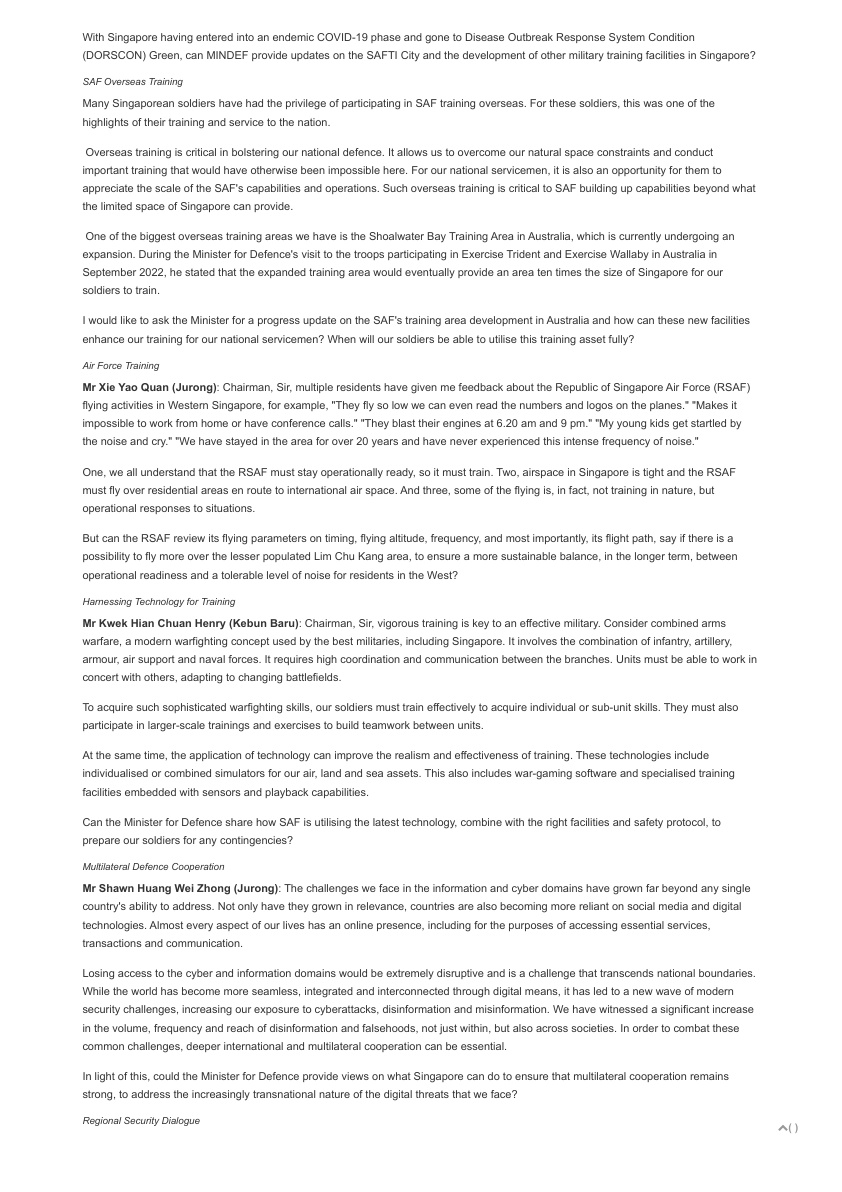 With Singapore having entered into an endemic COVID-19 phase and gone to Disease Outbreak Response System Condition
(DORSCON) Green, can MINDEF provide updates on the SAFTI City and the development of other military training facilities in Singapore?
SAF Overseas Training
Many Singaporean soldiers have had the privilege of participating in SAF training overseas. For these soldiers, this was one of the
highlights of their training and service to the nation.
Overseas training is critical in bolstering our national defence. It allows us to overcome our natural space constraints and conduct
important training that would have otherwise been impossible here. For our national servicemen, it is also an opportunity for them to
appreciate the scale of the SAF's capabilities and operations. Such overseas training is critical to SAF building up capabilities beyond what
the limited space of Singapore can provide.
One of the biggest overseas training areas we have is the Shoalwater Bay Training Area in Australia, which is currently undergoing an
expansion. During the Minister for Defence's visit to the troops participating in Exercise Trident and Exercise Wallaby in Australia in
September 2022, he stated that the expanded training area would eventually provide an area ten times the size of Singapore for our
soldiers to train.
I would like to ask the Minister for a progress update on the SAF's training area development in Australia and how can these new facilities
enhance our training for our national servicemen? When will our soldiers be able to utilise this training asset fully?
Air Force Training
Mr Xie Yao Quan (Jurong): Chairman, Sir, multiple residents have given me feedback about the Republic of Singapore Air Force (RSAF)
flying activities in Western Singapore, for example, "They fly so low we can even read the numbers and logos on the planes." "Makes it
impossible to work from home or have conference calls." "They blast their engines at 6.20 am and 9 pm." "My young kids get startled by
the noise and cry." "We have stayed in the area for over 20 years and have never experienced this intense frequency of noise."
One, we all understand that the RSAF must stay operationally ready, so it must train. Two, airspace in Singapore is tight and the RSAF
must fly over residential areas en route to international air space. And three, some of the flying is, in fact, not training in nature, but
operational responses to situations.
But can the RSAF review its flying parameters on timing, flying altitude, frequency, and most importantly, its flight path, say if there is a
possibility to fly more over the lesser populated Lim Chu Kang area, to ensure a more sustainable balance, in the longer term, between
operational readiness and a tolerable level of noise for residents in the West?
Harnessing Technology for Training
Mr Kwek Hian Chuan Henry (Kebun Baru): Chairman, Sir, vigorous training is key to an effective military. Consider combined arms
warfare, a modern warfighting concept used by the best militaries, including Singapore. It involves the combination of infantry, artillery,
armour, air support and naval forces. It requires high coordination and communication between the branches. Units must be able to work in
concert with others, adapting to changing battlefields.
To acquire such sophisticated warfighting skills, our soldiers must train effectively to acquire individual or sub-unit skills. They must also
participate in larger-scale trainings and exercises to build teamwork between units.
At the same time, the application of technology can improve the realism and effectiveness of training. These technologies include
individualised or combined simulators for our air, land and sea assets. This also includes war-gaming software and specialised training
facilities embedded with sensors and playback capabilities.
Can the Minister for Defence share how SAF is utilising the latest technology, combine with the right facilities and safety protocol, to
prepare our soldiers for any contingencies?
Multilateral Defence Cooperation
Mr Shawn Huang Wei Zhong (Jurong): The challenges we face in the information and cyber domains have grown far beyond any single
country's ability to address. Not only have they grown in relevance, countries are also becoming more reliant on social media and digital
technologies. Almost every aspect of our lives has an online presence, including for the purposes of accessing essential services,
transactions and communication.
Losing access to the cyber and information domains would be extremely disruptive and is a challenge that transcends national boundaries.
While the world has become more seamless, integrated and interconnected through digital means, it has led to a new wave of modern
security challenges, increasing our exposure to cyberattacks, disinformation and misinformation. We have witnessed a significant increase
in the volume, frequency and reach of disinformation and falsehoods, not just within, but also across societies. In order to combat these
common challenges, deeper international and multilateral cooperation can be essential.
In light of this, could the Minister for Defence provide views on what Singapore can do to ensure that multilateral cooperation remains
strong, to address the increasingly transnational nature of the digital threats that we face?
Regional Security Dialogue
( )